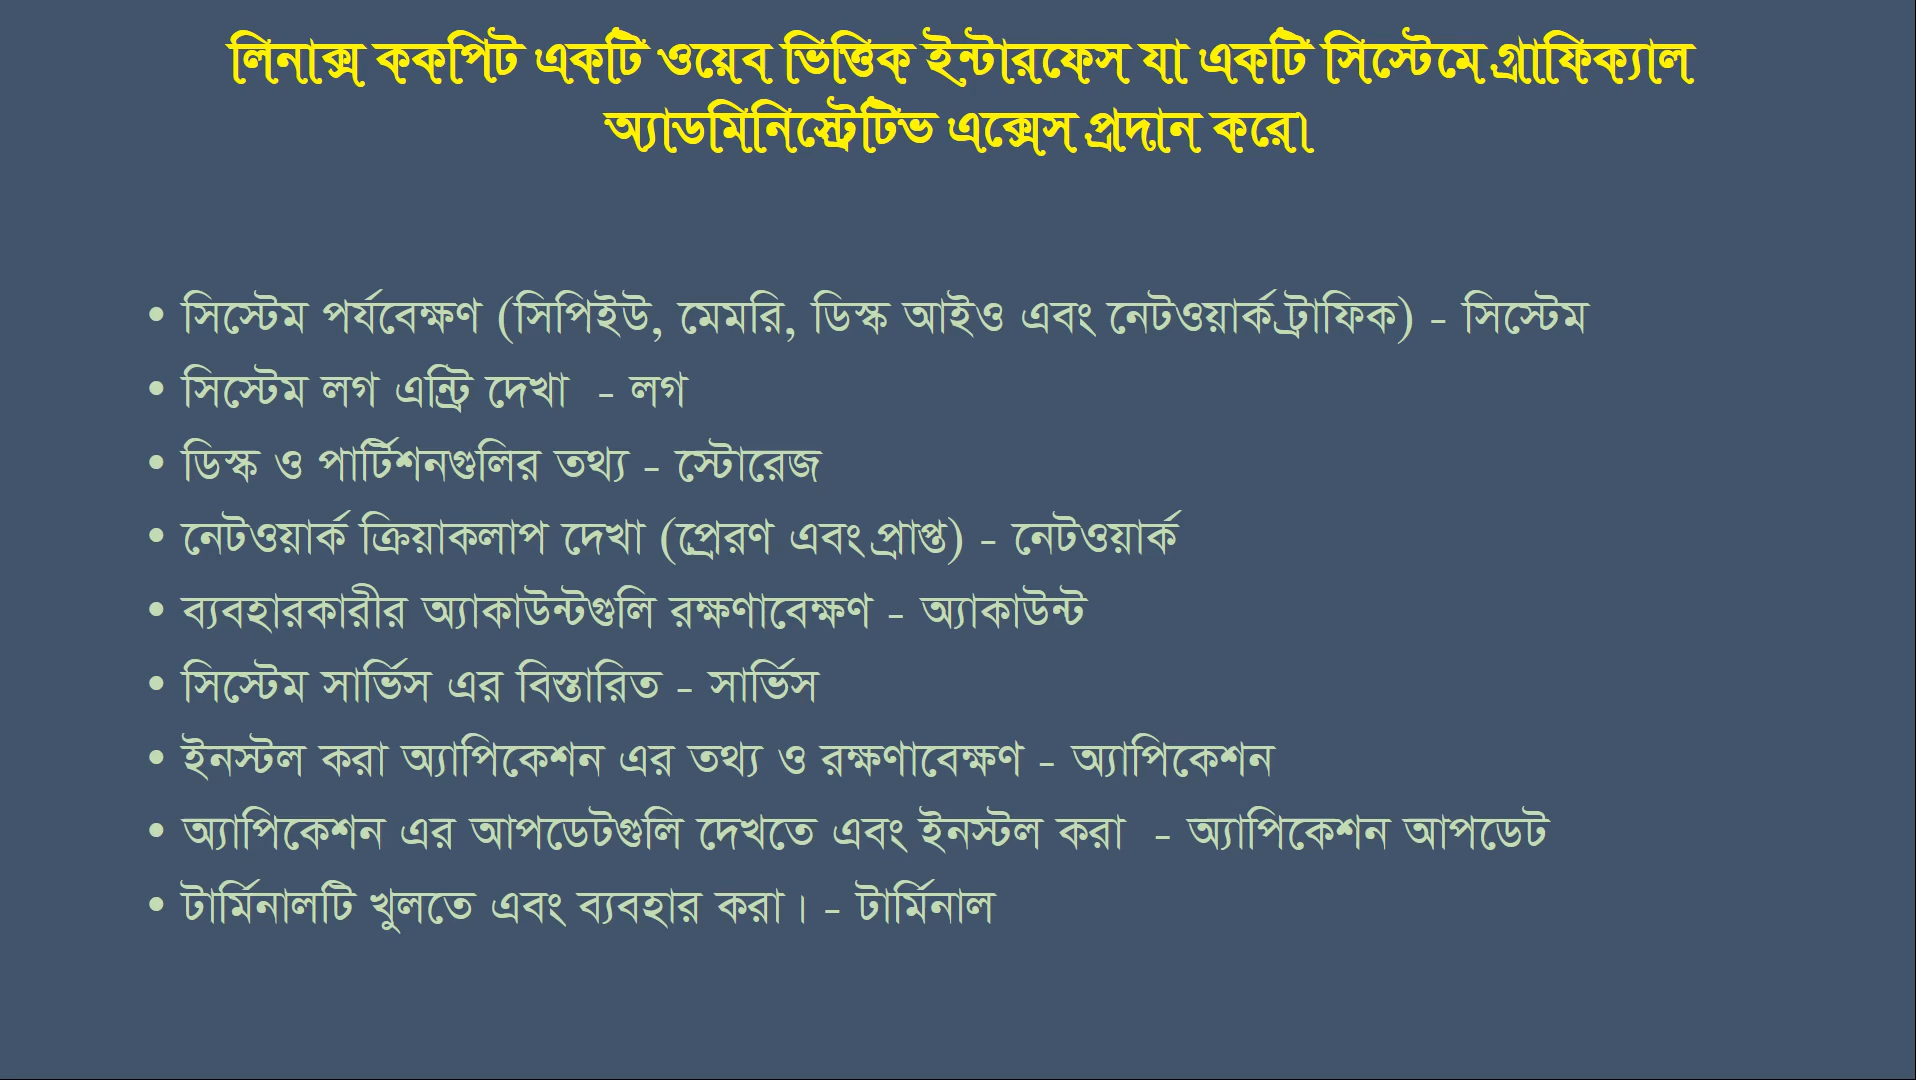 লিনাক্স ককপিট একটি ওয়েব ভিত্তিক ইন্টারফেস যা একটি সিস্টেমে গ্রাফিক্যাল
অ্যাডমিনিস্ট্রেটিভ এক্সেস প্রদান করে।
• সিস্টেম পর্যবেক্ষণ (সিপিইউ, মেমরি, ডিস্ক আইও এবং নেটওয়ার্ক ট্রাফিক) - সিস্টেম
• সিস্টেম লগ এন্ট্রি দেখা - লগ
• ডিস্ক ও পার্টিশনগুলির তথ্য - স্টোরেজ
• নেটওয়ার্ক ক্রিয়াকলাপ দেখা (প্রেরণ এবং প্রাপ্ত) - নেটওয়ার্ক
• ব্যবহারকারীর অ্যাকাউন্টগুলি রক্ষণাবেক্ষণ - অ্যাকাউন্ট
• সিস্টেম সার্ভিস এর বিস্তারিত - সার্ভিস
• ইনস্টল করা অ্যাপিকেশন এর তথ্য ও রক্ষণাবেক্ষণ - অ্যাপিকেশন
• অ্যাপিকেশন এর আপডেটগুলি দেখতে এবং ইনস্টল করা - অ্যাপিকেশন আপডেট
• টার্মিনালটি খুলতে এবং ব্যবহার করা। - টার্মিনাল